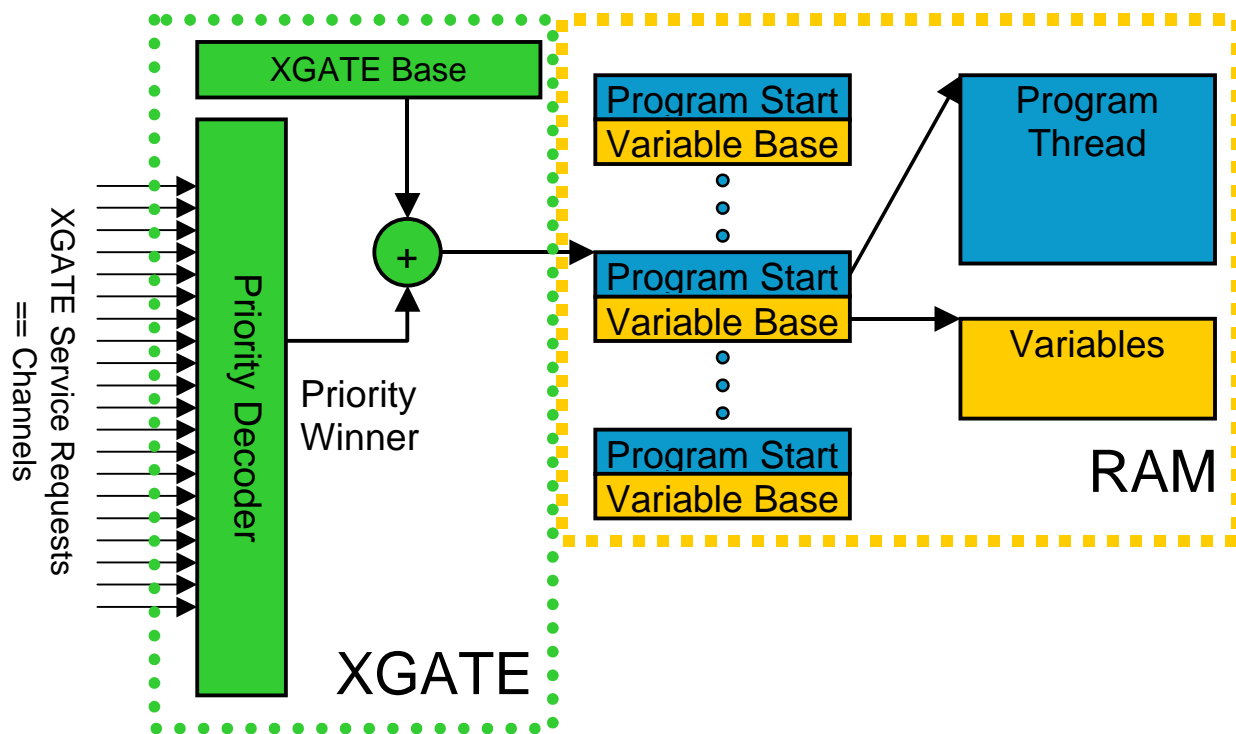 XGATE Base
XGATE Service Requests
== Channels
Priority Decoder
+
Priority
Winner
XGATE
Program Start
Variable Base
Program Start
Variable Base
Program Start
Variable Base
Program
Thread
Variables
RAM